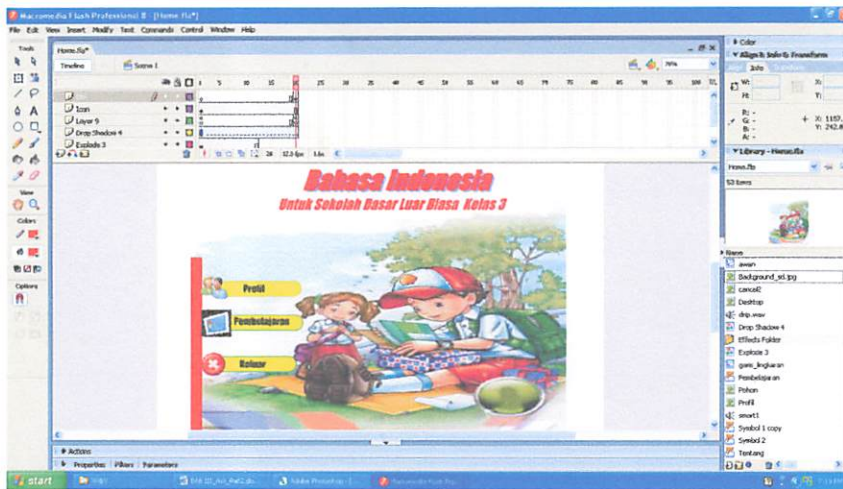 Macromedia Flash Professional 8 - [Home.fla*]
File Edit View Insert Modify Text Commands Control Window Help
Tools
Home.fla*
Timeline Scene 1
Icon
Layer 9
Drop Shadow 4
Explode 3
View
Colors
Options
Bahasa Indonesia
Untuk Sekolah Dasar Luar Biasa Kelas 3
Profil
Pembelajaran
Keluar
Actions
Properties Filters Parameters
Color
Align & Info & Transform
Info
W:
H:
X:
Y:
R: -
G: -
B: -
A: -
Library - Home.fla
Home.fla
53 items
Name
awan
Background_sd.jpg
cancel2
Desktop
drip.wav
Drop Shadow 4
Effects Folder
Explode 3
garis_lingkaran
Pembelajaran
Pohon
Profil
smart1
Symbol 1 copy
Symbol 2
Tentang
start